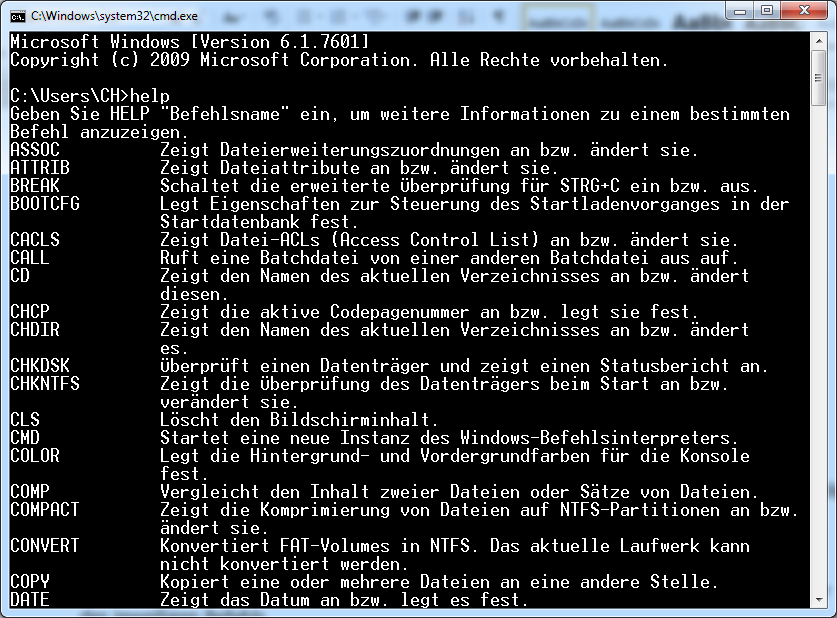 C:\Windows\system32\cmd.exe
Microsoft Windows [Version 6.1.7601]
Copyright (c) 2009 Microsoft Corporation. Alle Rechte vorbehalten.
C:\Users\CH>help
Geben Sie HELP "Befehlsname" ein, um weitere Informationen zu einem bestimmten
Befehl anzuzeigen.
ASSOC Zeigt Dateierweiterungszuordnungen an bzw. ändert sie.
ATTRIB Zeigt Dateiattribute an bzw. ändert sie.
BREAK Schaltet die erweiterte Überprüfung für STRG+C ein bzw. aus.
BOOTCFG Legt Eigenschaften zur Steuerung des Startladenvorganges in der
Startdatenbank fest.
CACLS Zeigt Datei-ACLs (Access Control List) an bzw. ändert sie.
CALL Ruft eine Batchdatei von einer anderen Batchdatei aus auf.
CD Zeigt den Namen des aktuellen Verzeichnisses an bzw. ändert
diesen.
CHCP Zeigt die aktive Codepagenummer an bzw. legt sie fest.
CHDIR Zeigt den Namen des aktuellen Verzeichnisses an bzw. ändert
es.
CHKDSK Überprüft einen Datenträger und zeigt einen Statusbericht an.
CHKNTFS Zeigt die Überprüfung des Datenträgers beim Start an bzw.
verändert sie.
CLS Löscht den Bildschirminhalt.
CMD Startet eine neue Instanz des Windows-Befehlsinterpreters.
COLOR Legt die Hintergrund- und Vordergrundfarben für die Konsole
fest.
COMP Vergleicht den Inhalt zweier Dateien oder Sätze von Dateien.
COMPACT Zeigt die Komprimierung von Dateien auf NTFS-Partitionen an bzw.
ändert sie.
CONVERT Konvertiert FAT-Volumes in NTFS. Das aktuelle Laufwerk kann
nicht konvertiert werden.
COPY Kopiert eine oder mehrere Dateien an eine andere Stelle.
DATE Zeigt das Datum an bzw. legt es fest.